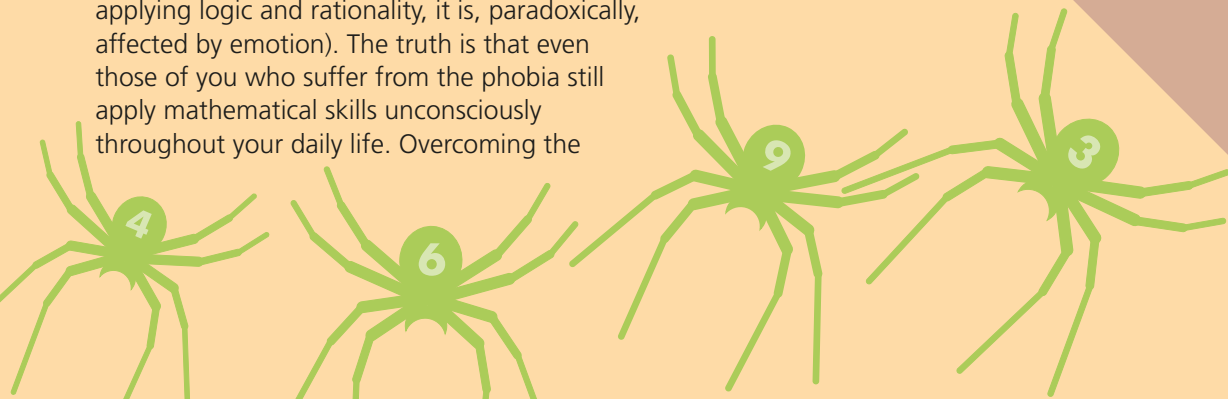 applying logic and rationality, it is, paradoxically,
affected by emotion). The truth is that even
those of you who suffer from the phobia still
apply mathematical skills unconsciously
throughout your daily life. Overcoming the
4
6
9
3